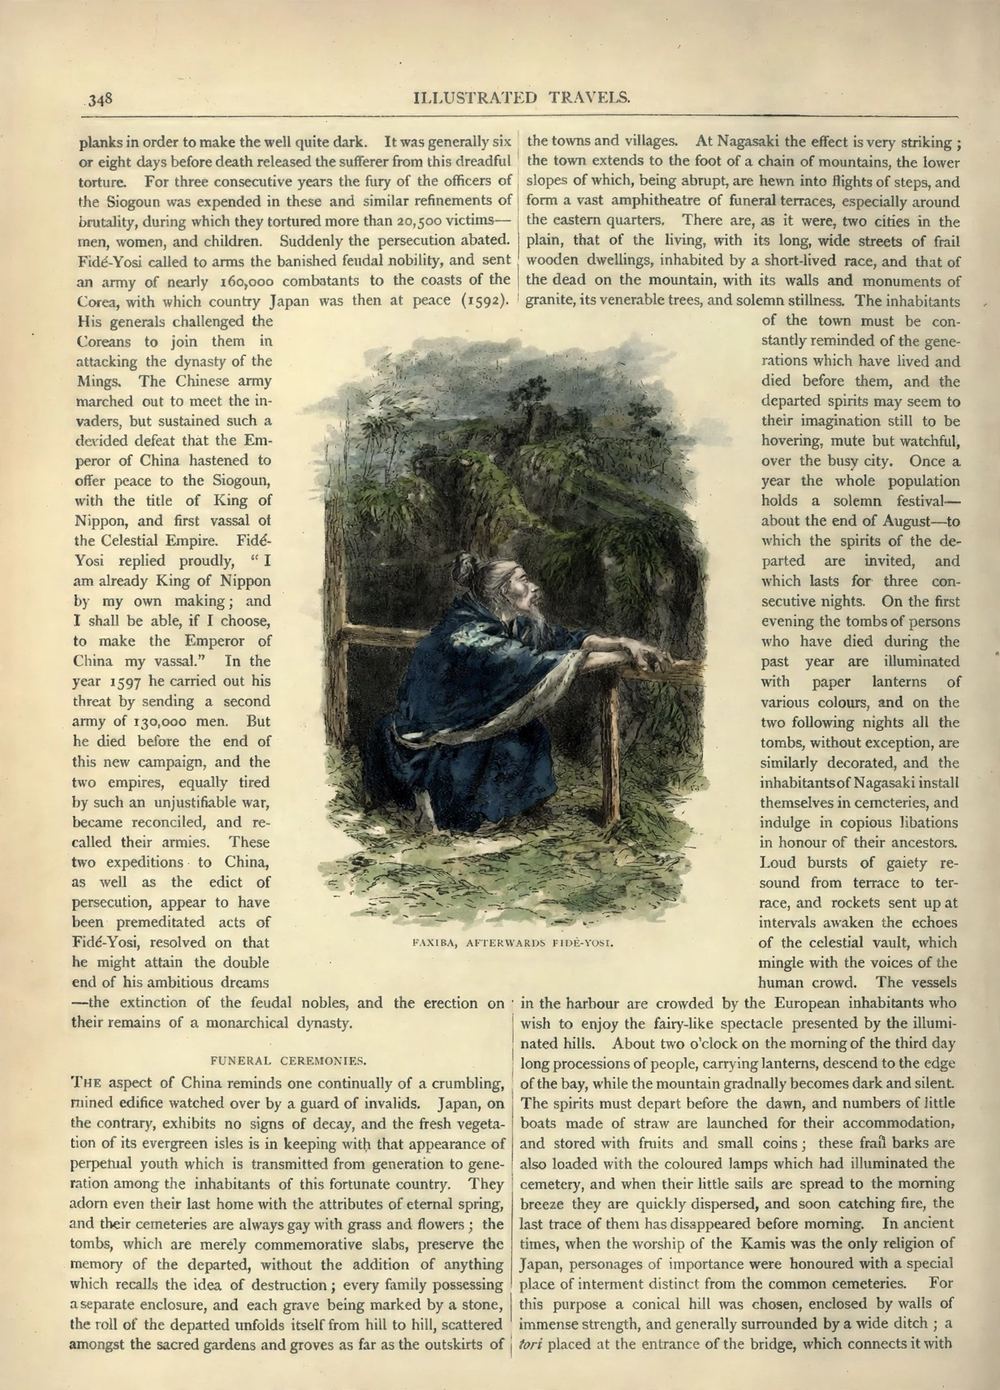 348
ILLUSTRATED TRAVELS.
planks in order to make the well quite dark. It was generally six
or eight days before death released the sufferer from this dreadful
torture. For three consecutive years the fury of the officers of
the Siogoun was expended in these and similar refinements of
brutality, during which they tortured more than 20,500 victims—
men, women, and children. Suddenly the persecution abated.
Fidé-Yosi called to arms the banished feudal nobility, and sent
an army of nearly 160,000 combatants to the coasts of the
Corea, with which country Japan was then at peace (1592).
His generals challenged the
Coreans to join them in
attacking the dynasty of the
Mings. The Chinese army
marched out to meet the in-
vaders, but sustained such a
decided defeat that the Em-
peror of China hastened to
offer peace to the Siogoun,
with the title of King of
Nippon, and first vassal of
the Celestial Empire. Fidé-
Yosi replied proudly, “ I
am already King of Nippon
by my own making ; and
I shall be able, if I choose,
to make the Emperor of
China my vassal.” In the
year 1597 he carried out his
threat by sending a second
army of 130,000 men. But
he died before the end of
this new campaign, and the
two empires, equally tired
by such an unjustifiable war,
became reconciled, and re-
called their armies. These
two expeditions to China,
as well as the edict of
persecution, appear to have
been premeditated acts of
Fidé-Yosi, resolved on that
he might attain the double
end of his ambitious dreams
—the extinction of the feudal nobles, and the erection on
their remains of a monarchical dynasty.
FUNERAL CEREMONIES.
THE aspect of China reminds one continually of a crumbling,
ruined edifice watched over by a guard of invalids. Japan, on
the contrary, exhibits no signs of decay, and the fresh vegeta-
tion of its evergreen isles is in keeping with that appearance of
perpetual youth which is transmitted from generation to gene-
ration among the inhabitants of this fortunate country. They
adorn even their last home with the attributes of eternal spring,
and their cemeteries are always gay with grass and flowers ; the
tombs, which are merely commemorative slabs, preserve the
memory of the departed, without the addition of anything
which recalls the idea of destruction ; every family possessing
a separate enclosure, and each grave being marked by a stone,
the roll of the departed unfolds itself from hill to hill, scattered
amongst the sacred gardens and groves as far as the outskirts of
the towns and villages. At Nagasaki the effect is very striking ;
the town extends to the foot of a chain of mountains, the lower
slopes of which, being abrupt, are hewn into flights of steps, and
form a vast amphitheatre of funeral terraces, especially around
the eastern quarters. There are, as it were, two cities in the
plain, that of the living, with its long, wide streets of frail
wooden dwellings, inhabited by a short-lived race, and that of
the dead on the mountain, with its walls and monuments of
granite, its venerable trees, and solemn stillness. The inhabitants
of the town must be con-
stantly reminded of the gene-
rations which have lived and
died before them, and the
departed spirits may seem to
their imagination still to be
hovering, mute but watchful,
over the busy city. Once a
year the whole population
holds a solemn festival—
about the end of August—to
which the spirits of the de-
parted are invited, and
which lasts for three con-
secutive nights. On the first
evening the tombs of persons
who have died during the
past year are illuminated
with paper lanterns of
various colours, and on the
two following nights all the
tombs, without exception, are
similarly decorated, and the
inhabitants of Nagasaki install
themselves in cemeteries, and
indulge in copious libations
in honour of their ancestors.
Loud bursts of gaiety re-
sound from terrace to ter-
race, and rockets sent up at
intervals awaken the echoes
of the celestial vault, which
mingle with the voices of the
human crowd. The vessels
in the harbour are crowded by the European inhabitants who
wish to enjoy the fairy-like spectacle presented by the illumi-
nated hills. About two o’clock on the morning of the third day
long processions of people, carrying lanterns, descend to the edge
of the bay, while the mountain gradnally becomes dark and silent.
The spirits must depart before the dawn, and numbers of little
boats made of straw are launched for their accommodation,
and stored with fruits and small coins ; these frail barks are
also loaded with the coloured lamps which had illuminated the
cemetery, and when their little sails are spread to the morning
breeze they are quickly dispersed, and soon catching fire, the
last trace of them has disappeared before morning. In ancient
times, when the worship of the Kamis was the only religion of
Japan, personages of importance were honoured with a special
place of interment distinct from the common cemeteries. For
this purpose a conical hill was chosen, enclosed by walls of
immense strength, and generally surrounded by a wide ditch ; a
tori placed at the entrance of the bridge, which connects it with
FAXIBA, AFTERWARDS FIDÉ-YOSI.